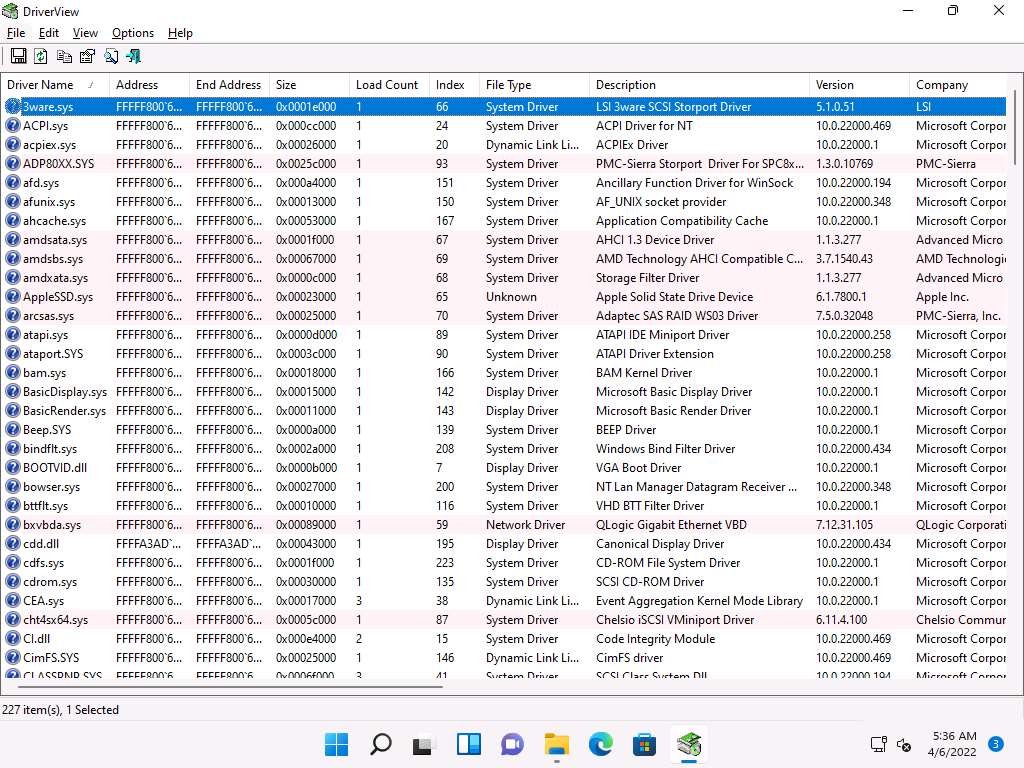 DriverView
File Edit View Options Help
Driver Name / Address End Address Size Load Count Index File Type Description Version Company
3ware.sys FFFFF800`6... FFFFF800`6... 0x0001e000 1 66 System Driver LSI 3ware SCSI Storport Driver 5.1.0.51 LSI
ACPI.sys FFFFF800`6... FFFFF800`6... 0x000cc000 1 24 System Driver ACPI Driver for NT 10.0.22000.469 Microsoft Corpor
acpiex.sys FFFFF800`6... FFFFF800`6... 0x00026000 1 20 Dynamic Link Li... ACPIEx Driver 10.0.22000.1 Microsoft Corpor
ADP80XX.SYS FFFFF800`6... FFFFF800`6... 0x0025c000 1 93 System Driver PMC-Sierra Storport Driver For SPC8x... 1.3.0.10769 PMC-Sierra
afd.sys FFFFF800`6... FFFFF800`6... 0x000a4000 1 151 System Driver Ancillary Function Driver for WinSock 10.0.22000.194 Microsoft Corpor
afunix.sys FFFFF800`6... FFFFF800`6... 0x00013000 1 150 System Driver AF_UNIX socket provider 10.0.22000.348 Microsoft Corpor
ahcache.sys FFFFF800`6... FFFFF800`6... 0x00053000 1 167 System Driver Application Compatibility Cache 10.0.22000.1 Microsoft Corpor
amdsata.sys FFFFF800`6... FFFFF800`6... 0x0001f000 1 67 System Driver AHCI 1.3 Device Driver 1.1.3.277 Advanced Micro
amdsbs.sys FFFFF800`6... FFFFF800`6... 0x00067000 1 69 System Driver AMD Technology AHCI Compatible C... 3.7.1540.43 AMD Technologi
amdxata.sys FFFFF800`6... FFFFF800`6... 0x0000c000 1 68 System Driver Storage Filter Driver 1.1.3.277 Advanced Micro
AppleSSD.sys FFFFF800`6... FFFFF800`6... 0x00023000 1 65 Unknown Apple Solid State Drive Device 6.1.7800.1 Apple Inc.
arcsas.sys FFFFF800`6... FFFFF800`6... 0x00025000 1 70 System Driver Adaptec SAS RAID WS03 Driver 7.5.0.32048 PMC-Sierra, Inc.
atapi.sys FFFFF800`6... FFFFF800`6... 0x0000d000 1 89 System Driver ATAPI IDE Miniport Driver 10.0.22000.258 Microsoft Corpor
ataport.SYS FFFFF800`6... FFFFF800`6... 0x0003c000 1 90 System Driver ATAPI Driver Extension 10.0.22000.258 Microsoft Corpor
bam.sys FFFFF800`6... FFFFF800`6... 0x00018000 1 166 System Driver BAM Kernel Driver 10.0.22000.1 Microsoft Corpor
BasicDisplay.sys FFFFF800`6... FFFFF800`6... 0x00015000 1 142 Display Driver Microsoft Basic Display Driver 10.0.22000.1 Microsoft Corpor
BasicRender.sys FFFFF800`6... FFFFF800`6... 0x00011000 1 143 Display Driver Microsoft Basic Render Driver 10.0.22000.1 Microsoft Corpor
Beep.SYS FFFFF800`6... FFFFF800`6... 0x0000a000 1 139 System Driver BEEP Driver 10.0.22000.1 Microsoft Corpor
bindflt.sys FFFFF800`6... FFFFF800`6... 0x0002a000 1 208 System Driver Windows Bind Filter Driver 10.0.22000.434 Microsoft Corpor
BOOTVID.dll FFFFF800`6... FFFFF800`6... 0x0000b000 1 7 Display Driver VGA Boot Driver 10.0.22000.1 Microsoft Corpor
bowser.sys FFFFF800`6... FFFFF800`6... 0x00027000 1 200 System Driver NT Lan Manager Datagram Receiver ... 10.0.22000.348 Microsoft Corpor
bttflt.sys FFFFF800`6... FFFFF800`6... 0x00010000 1 116 System Driver VHD BTT Filter Driver 10.0.22000.1 Microsoft Corpor
bxvbda.sys FFFFF800`6... FFFFF800`6... 0x00089000 1 59 Network Driver QLogic Gigabit Ethernet VBD 7.12.31.105 QLogic Corporati
cdd.dll FFFFA3AD`... FFFFA3AD`... 0x00043000 1 195 Display Driver Canonical Display Driver 10.0.22000.434 Microsoft Corpor
cdfs.sys FFFFF800`6... FFFFF800`6... 0x0001f000 1 223 System Driver CD-ROM File System Driver 10.0.22000.1 Microsoft Corpor
cdrom.sys FFFFF800`6... FFFFF800`6... 0x00030000 1 135 System Driver SCSI CD-ROM Driver 10.0.22000.1 Microsoft Corpor
CEA.sys FFFFF800`6... FFFFF800`6... 0x00017000 3 38 Dynamic Link Li... Event Aggregation Kernel Mode Library 10.0.22000.1 Microsoft Corpor
cht4sx64.sys FFFFF800`6... FFFFF800`6... 0x0005c000 1 87 System Driver Chelsio iSCSI VMiniport Driver 6.11.4.100 Chelsio Commur
CI.dll FFFFF800`6... FFFFF800`6... 0x000e4000 2 15 System Driver Code Integrity Module 10.0.22000.469 Microsoft Corpor
CimFS.SYS FFFFF800`6... FFFFF800`6... 0x00025000 1 146 Dynamic Link Li... CimFS driver 10.0.22000.469 Microsoft Corpor
CLASSPNP.SYS FFFFF800`6... FFFFF800`6... 0x0006f000 3 41 System Driver SCSI Class System Dll 10.0.22000.194 Microsoft Corpor
227 item(s), 1 Selected
5:36 AM
4/6/2022
3